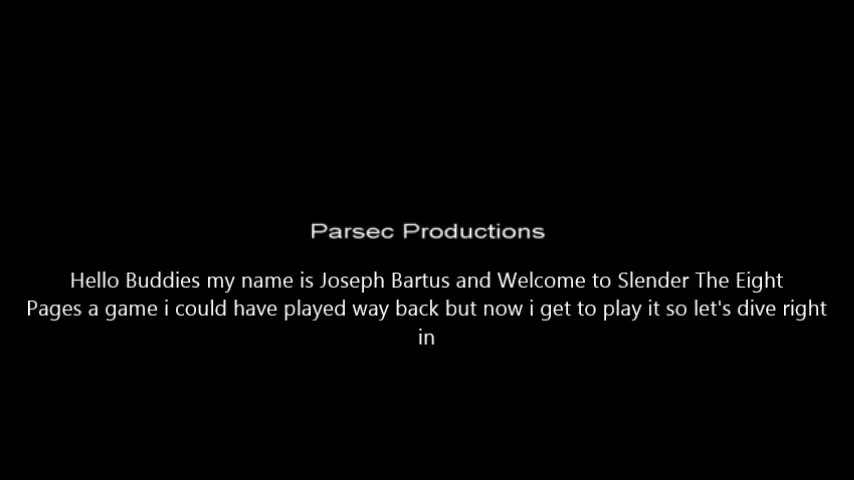 Parsec Productions
Hello Buddies my name is Joseph Bartus and Welcome to Slender The Eight
Pages a game i could have played way back but now i get to play it so let's dive right
in